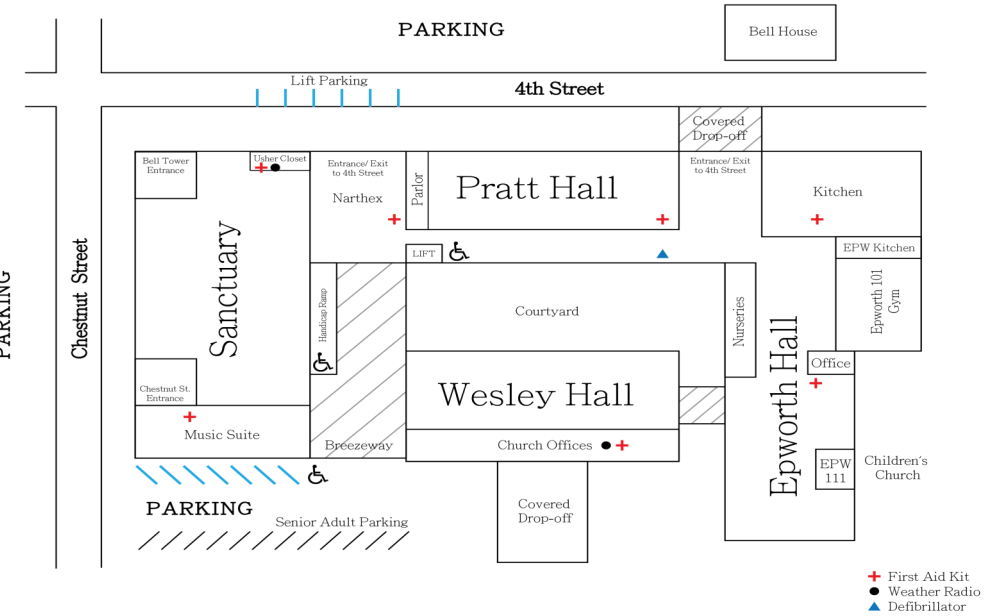 PARKING
Bell House
Lift Parking
4th Street
Covered
Drop-off
Bell Tower
Entrance
Usher Closet
Entrance/ Exit
to 4th Street
Narthex
Parlor
Pratt Hall
Entrance/ Exit
to 4th Street
Kitchen
LIFT
EPW Kitchen
PARKING
Chestnut Street
Sanctuary
Handicap Ramp
Courtyard
Nurseries
Epworth 101
Gym
Epworth Hall
Office
Chestnut St.
Entrance
Wesley Hall
Music Suite
Breezeway
Church Offices
EPW
111
Children's
Church
PARKING
Senior Adult Parking
Covered
Drop-off
First Aid Kit
Weather Radio
Defibrillator